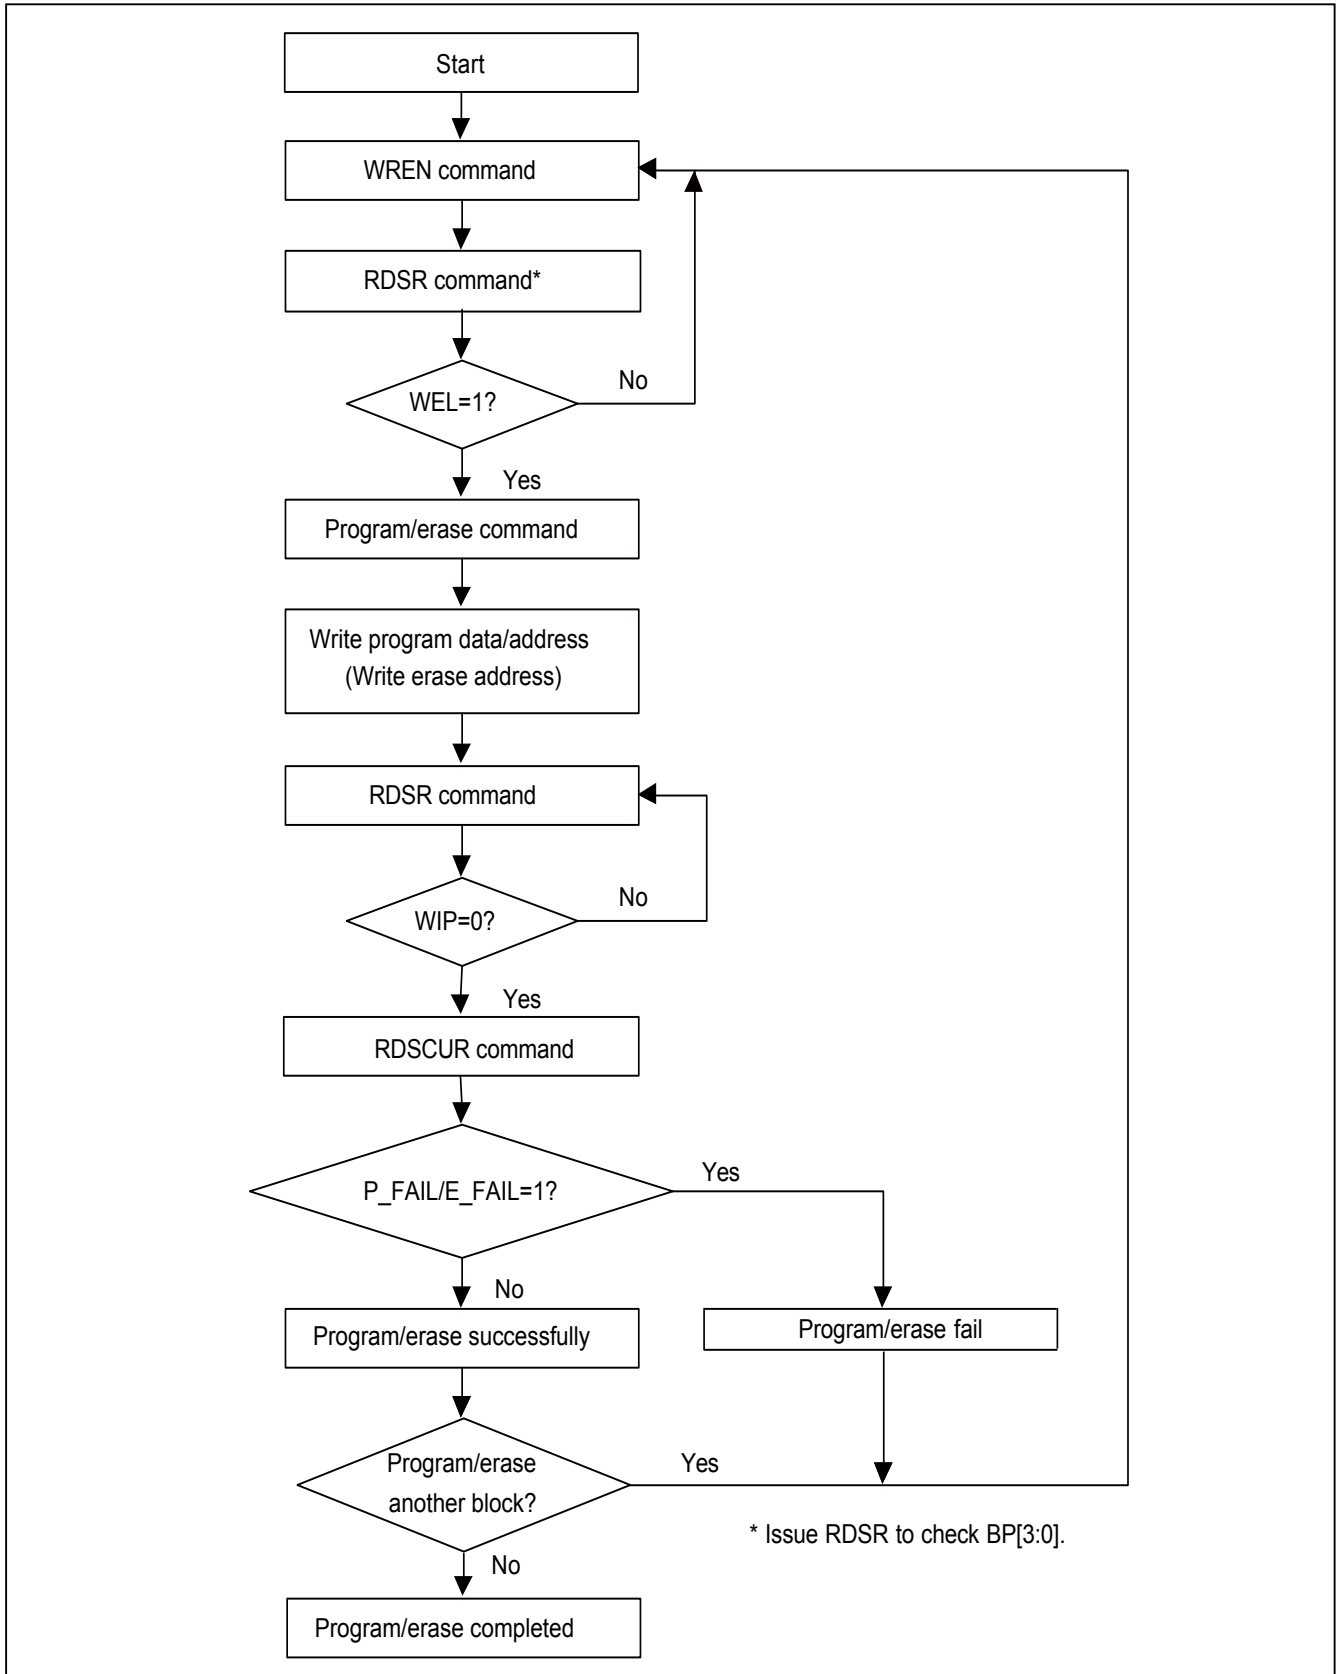 Start
WREN command
RDSR command*
WEL=1?
No
Yes
Program/erase command
Write program data/address
(Write erase address)
RDSR command
WIP=0?
No
Yes
RDSCUR command
P_FAIL/E_FAIL=1?
Yes
No
Program/erase successfully
Program/erase fail
Program/erase
another block?
Yes
* Issue RDSR to check BP[3:0].
No
Program/erase completed